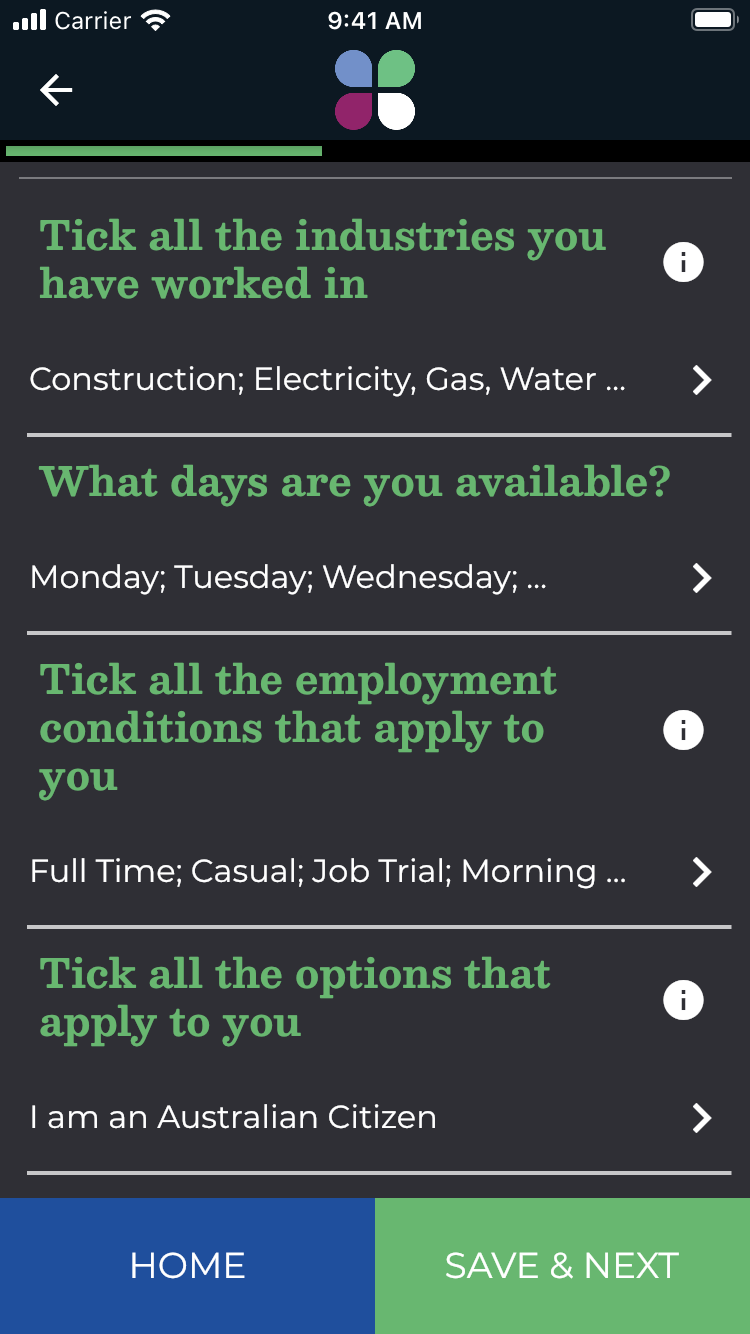 Carrier 9:41 AM
Tick all the industries you
have worked in
i
Construction; Electricity, Gas, Water ...
What days are you available?
Monday; Tuesday; Wednesday; ...
Tick all the employment
conditions that apply to
you
i
Full Time; Casual; Job Trial; Morning ...
Tick all the options that
apply to you
i
I am an Australian Citizen
HOME SAVE & NEXT